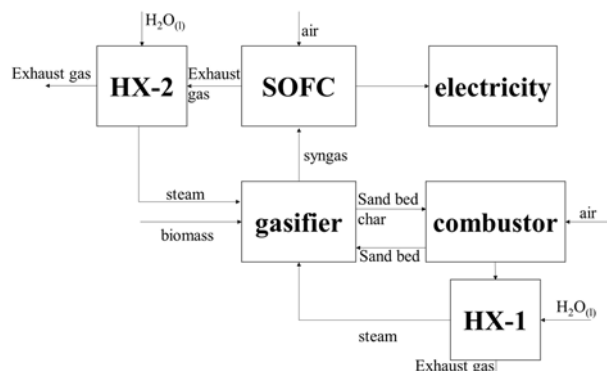 H₂O₍ₗ₎
air
Exhaust gas
HX-2
Exhaust
gas
SOFC
electricity
syngas
steam
biomass
gasifier
Sand bed
char
Sand bed
combustor
air
steam
HX-1
H₂O₍ₗ₎
Exhaust gas